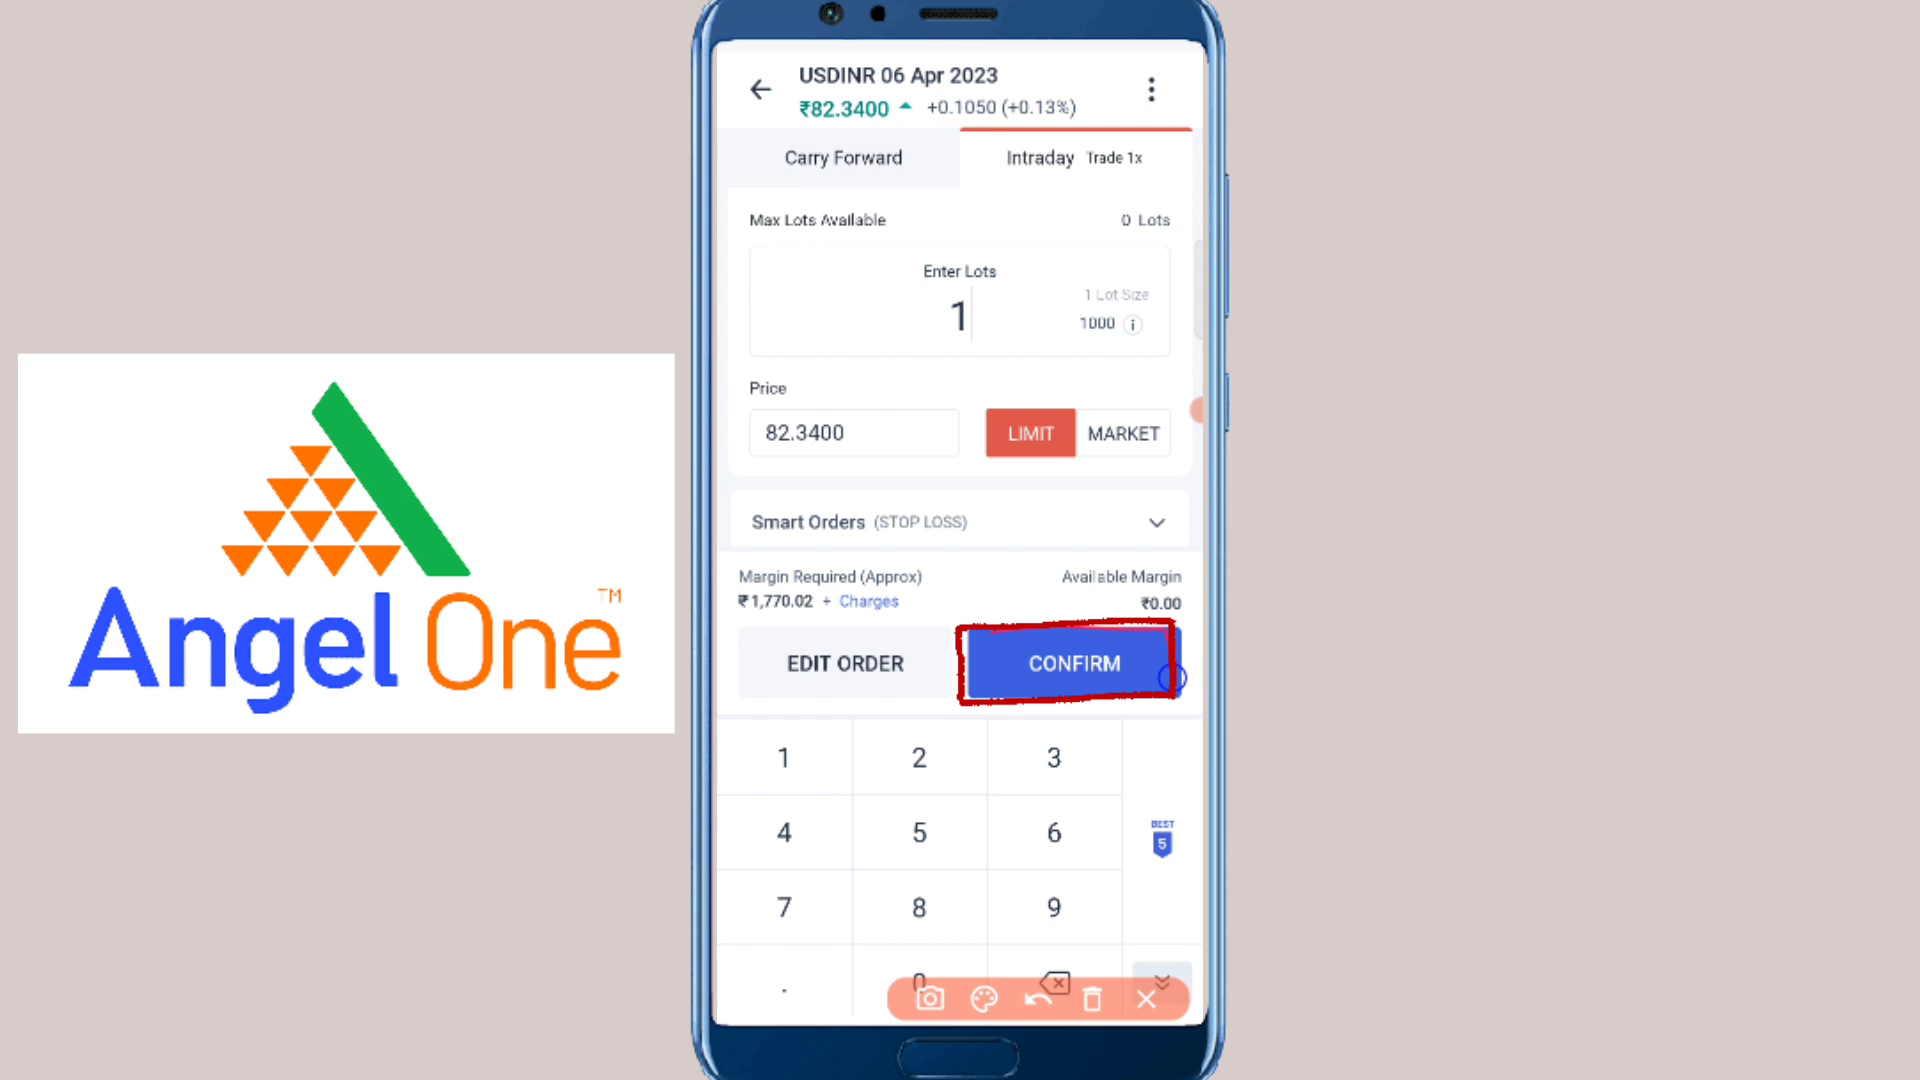 USDINR 06 Apr 2023
₹82.3400 +0.1050 (+0.13%)
Carry Forward
Intraday Trade 1x
Max Lots Available
0 Lots
Enter Lots
1
1 Lot Size
1000
Price
82.3400
LIMIT
MARKET
Smart Orders (STOP LOSS)
Margin Required (Approx)
₹1,770.02 + Charges
Available Margin
₹0.00
EDIT ORDER
CONFIRM
1 2 3
4 5 6
BEST
5
7 8 9
. 0
Angel One TM